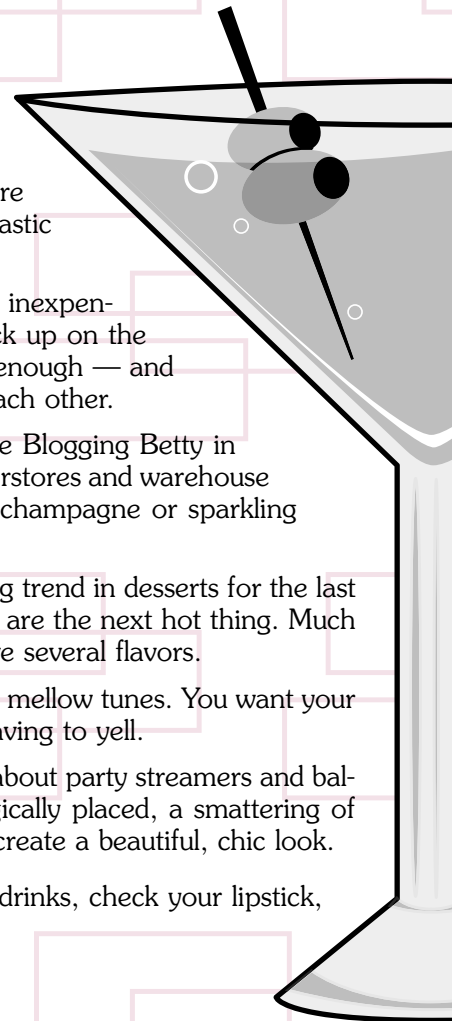 re
astic
inexpen-
ck up on the
enough — and
ach other.
e Blogging Betty in
rstores and warehouse
champagne or sparkling
g trend in desserts for the last
are the next hot thing. Much
e several flavors.
mellow tunes. You want your
aving to yell.
about party streamers and bal-
gically placed, a smattering of
create a beautiful, chic look.
drinks, check your lipstick,